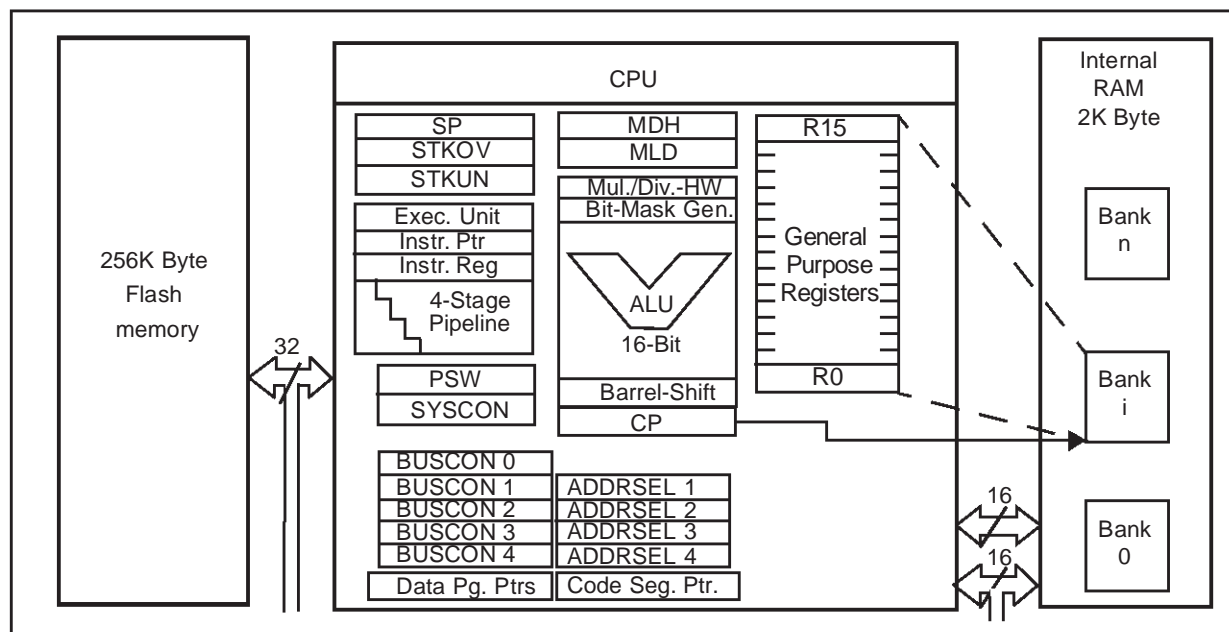 256K Byte
Flash
memory
32
CPU
SP
STKOV
STKUN
Exec. Unit
Instr. Ptr
Instr. Reg
4-Stage
Pipeline
PSW
SYSCON
BUSCON 0
BUSCON 1
BUSCON 2
BUSCON 3
BUSCON 4
Data Pg. Ptrs
MDH
MLD
Mul./Div.-HW
Bit-Mask Gen.
ALU
16-Bit
Barrel-Shift
CP
ADDRSEL 1
ADDRSEL 2
ADDRSEL 3
ADDRSEL 4
Code Seg. Ptr.
R15
General
Purpose
Registers
R0
16
16
Internal
RAM
2K Byte
Bank
n
Bank
i
Bank
0